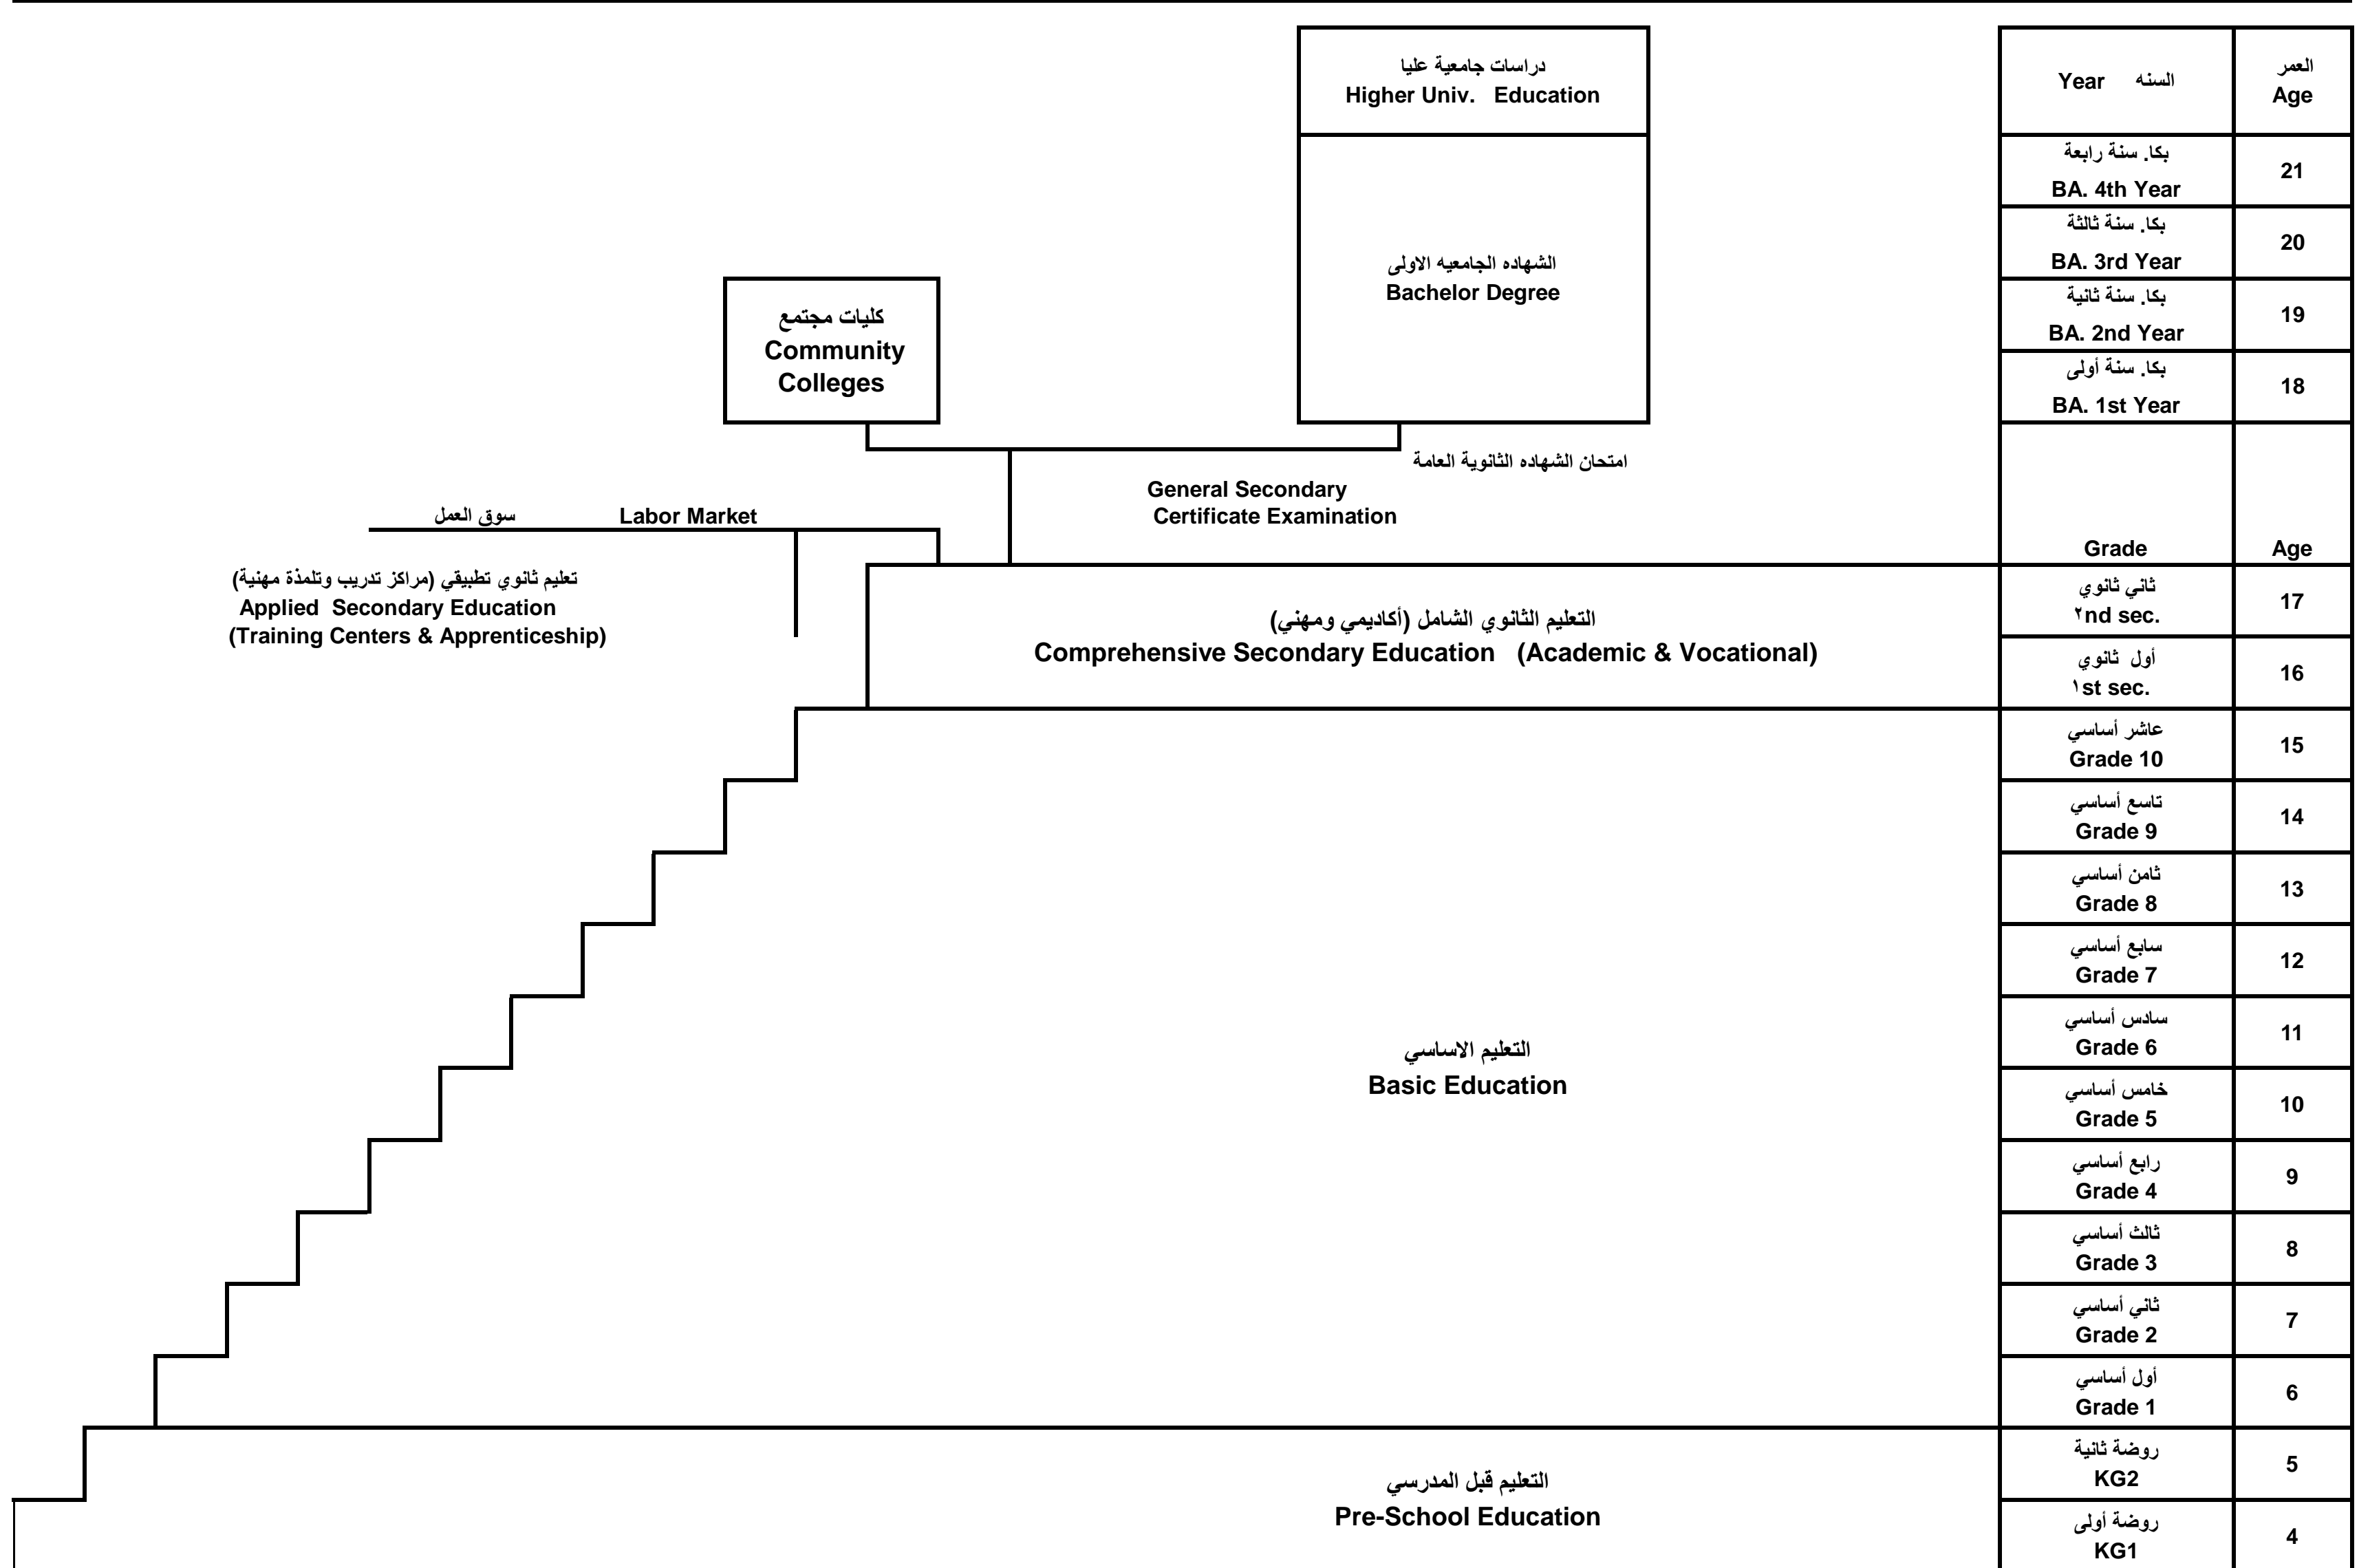 دراسات جامعية عليا
Higher Univ. Education
السنه Year
العمر
Age
بكا. سنة رابعة
BA. 4th Year
21
بكا. سنة ثالثة
BA. 3rd Year
20
الشهاده الجامعيه الاولى
Bachelor Degree
بكا. سنة ثانية
BA. 2nd Year
19
كليات مجتمع
Community
Colleges
بكا. سنة أولى
BA. 1st Year
18
امتحان الشهاده الثانوية العامة
General Secondary
Certificate Examination
سوق العمل Labor Market
Grade
Age
تعليم ثانوي تطبيقي (مراكز تدريب وتلمذة مهنية)
Applied Secondary Education
(Training Centers & Apprenticeship)
التعليم الثانوي الشامل (أكاديمي ومهني)
Comprehensive Secondary Education (Academic & Vocational)
ثاني ثانوي
٢nd sec.
17
أول ثانوي
١st sec.
16
عاشر أساسي
Grade 10
15
تاسع أساسي
Grade 9
14
ثامن أساسي
Grade 8
13
سابع أساسي
Grade 7
12
سادس أساسي
Grade 6
11
التعليم الاساسي
Basic Education
خامس أساسي
Grade 5
10
رابع أساسي
Grade 4
9
ثالث أساسي
Grade 3
8
ثاني أساسي
Grade 2
7
أول أساسي
Grade 1
6
روضة ثانية
KG2
5
التعليم قبل المدرسي
Pre-School Education
روضة أولى
KG1
4